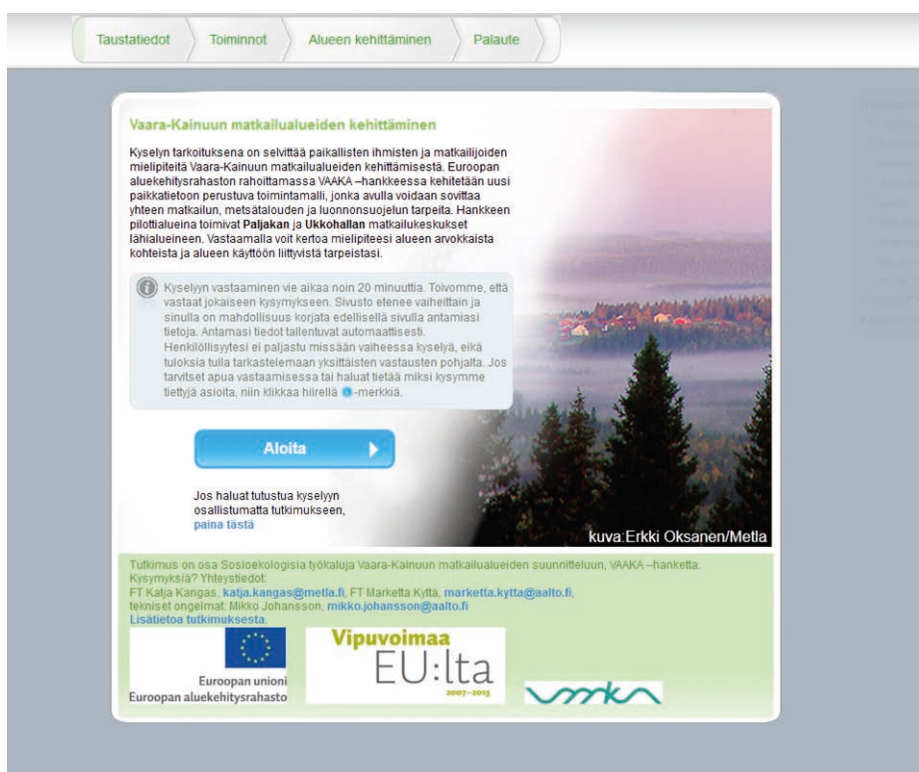 Taustatiedot
Toiminnot
Alueen kehittäminen
Palaute
Vaara-Kainuun matkailualueiden kehittäminen
Kyselyn tarkoituksena on selvittää paikallisten ihmisten ja matkailijoiden
mielipiteitä Vaara-Kainuun matkailualueiden kehittämisestä. Euroopan
aluekehitysrahaston rahoittamassa VAAKA –hankkeessa kehitetään uusi
paikkatietoon perustuva toimintamalli, jonka avulla voidaan sovittaa
yhteen matkailun, metsätalouden ja luonnonsuojelun tarpeita. Hankkeen
pilottialueina toimivat Paljakan ja Ukkohallan matkailukeskukset
lähialueineen. Vastaamalla voit kertoa mielipiteesi alueen arvokkaista
kohteista ja alueen käyttöön liittyvistä tarpeistasi.
Kyselyyn vastaaminen vie aikaa noin 20 minuuttia. Toivomme, että
vastaat jokaiseen kysymykseen. Sivusto etenee vaiheittain ja
sinulla on mahdollisuus korjata edellisellä sivulla antamiasi
tietoja. Antamasi tiedot tallentuvat automaattisesti.
Henkilöllisyytesi ei paljastu missään vaiheessa kyselyä, eikä
tuloksia tulla tarkastelemaan yksittäisten vastausten pohjalta. Jos
tarvitset apua vastaamisessa tai haluat tietää miksi kysymme
tiettyjä asioita, niin klikkaa hiirellä i-merkkiä.
Aloita
Jos haluat tutustua kyselyyn
osallistumatta tutkimukseen,
paina tästä
kuva:Erkki Oksanen/Metla
Tutkimus on osa Sosioekologisia työkaluja Vaara-Kainuun matkailualueiden suunnitteluun, VAAKA –hanketta.
Kysymyksiä? Yhteystiedot:
FT Katja Kangas, katja.kangas@metla.fi, FT Marketta Kyttä, marketta.kytta@aalto.fi,
tekniset ongelmat: Mikko Johansson, mikko.johansson@aalto.fi
Lisätietoa tutkimuksesta.
Euroopan unioni
Euroopan aluekehitysrahasto
Vipuvoimaa
EU:lta
2007–2013
vaaka